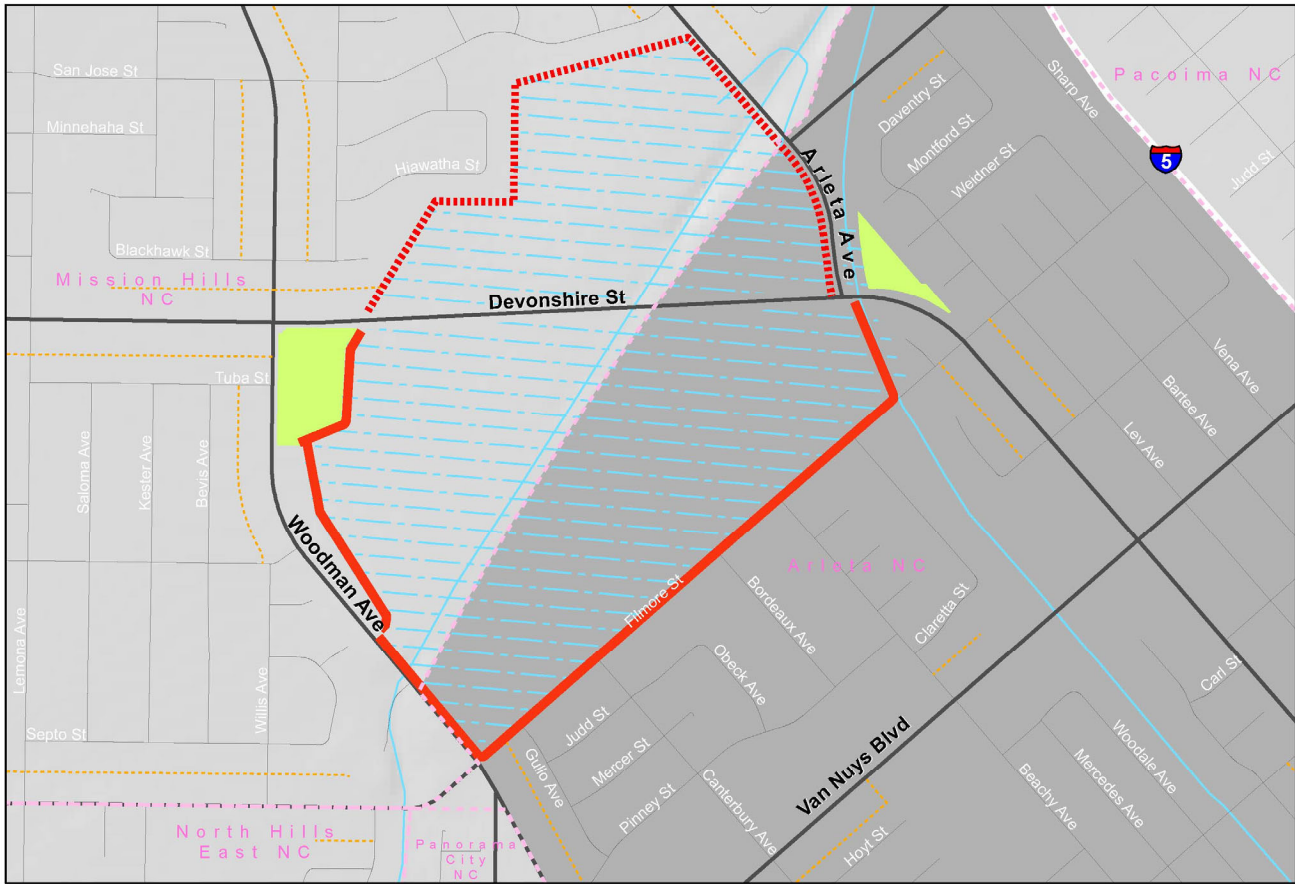 San Jose St
Minnehaha St
Hiawatha St
Blackhawk St
Mission Hills
NC
Devonshire St
Arleta Ave
Daventry St
Montford St
Weidner St
Sharp Ave
Pacoima NC
5
Judd St
Tuba St
Saloma Ave
Kester Ave
Bevis Ave
Woodman Ave
Lemona Ave
Willis Ave
Septo St
North Hills
East NC
Panorama
City
NC
Filmore St
Arleta NC
Bordeaux Ave
Claretta St
Obeck Ave
Judd St
Mercer St
Gullo Ave
Pinney St
Canterbury Ave
Van Nuys Blvd
Hoyt St
Beachy Ave
Mercedes Ave
Woodale Ave
Carl St
Lev Ave
Bartee Ave
Vena Ave